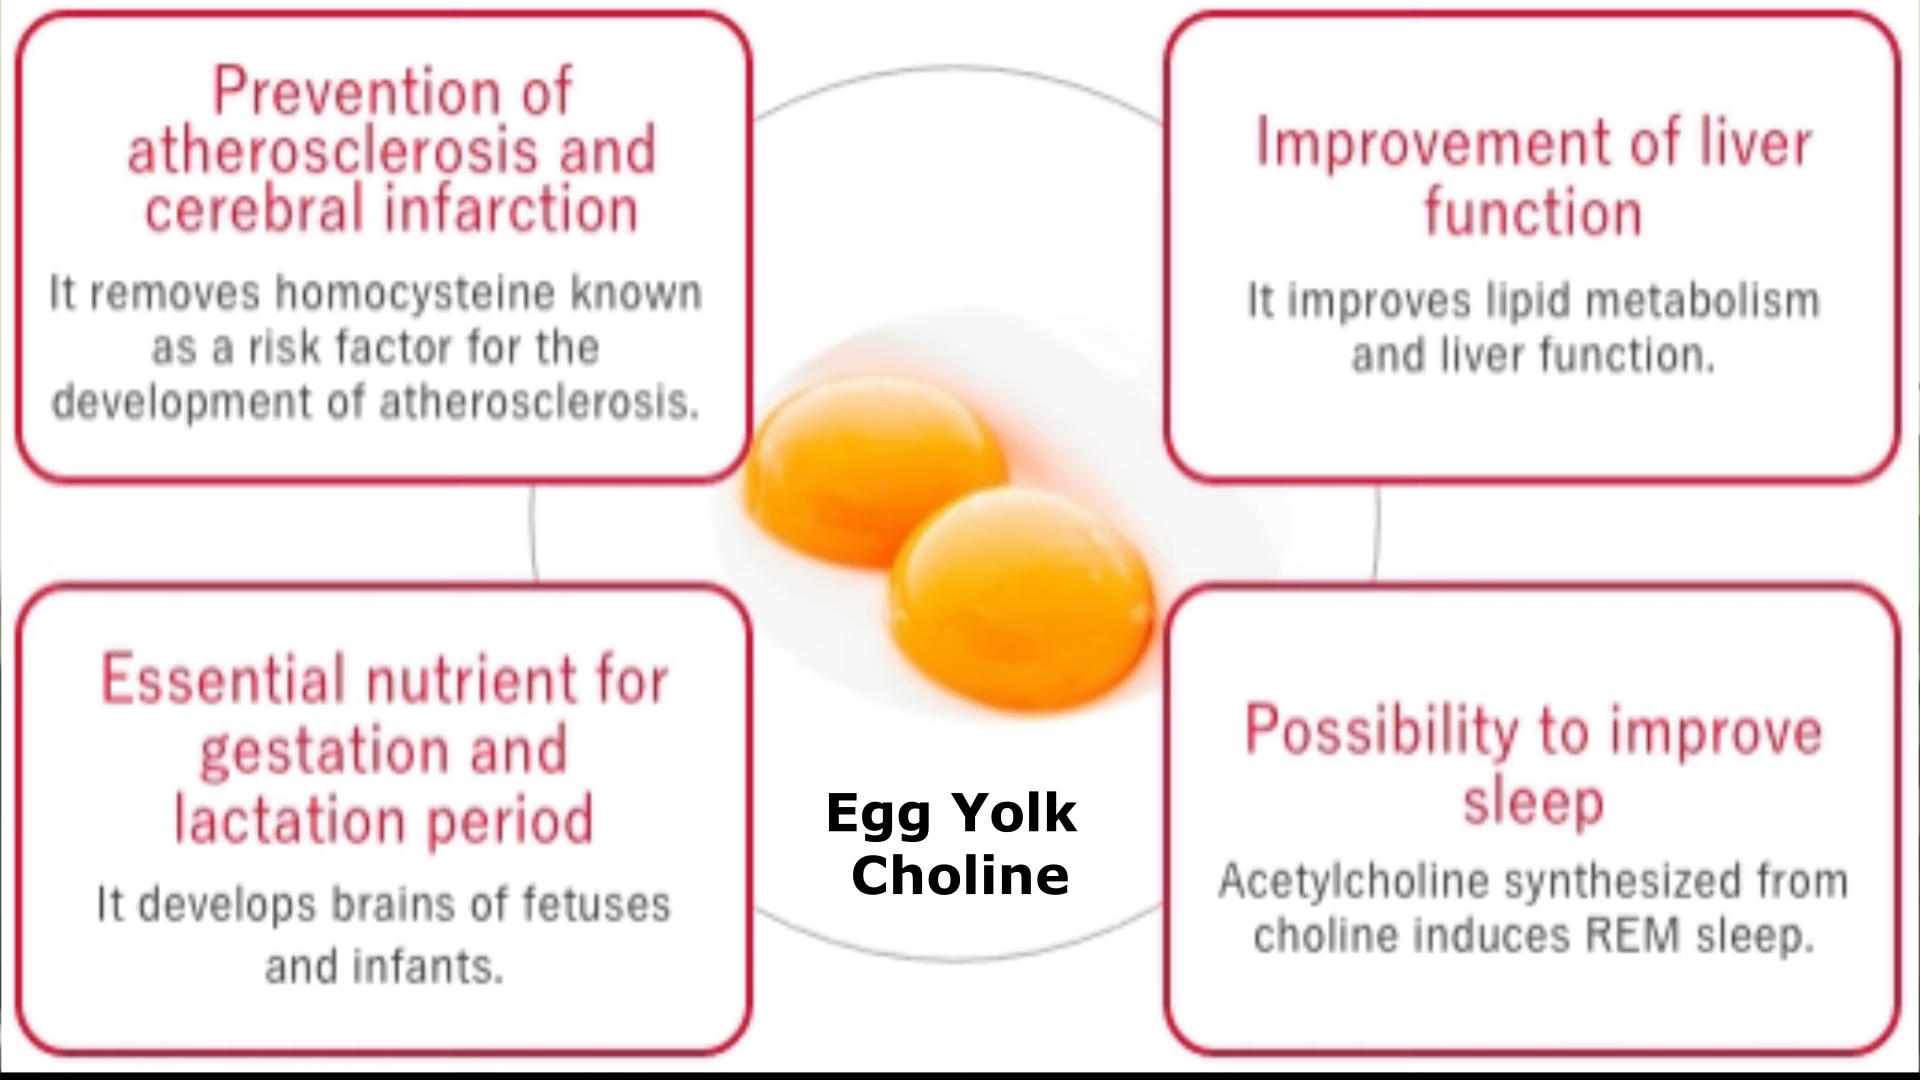 Prevention of
atherosclerosis and
cerebral infarction
It removes homocysteine known
as a risk factor for the
development of atherosclerosis.
Improvement of liver
function
It improves lipid metabolism
and liver function.
Essential nutrient for
gestation and
lactation period
It develops brains of fetuses
and infants.
Egg Yolk
Choline
Possibility to improve
sleep
Acetylcholine synthesized from
choline induces REM sleep.